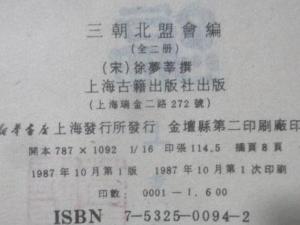 三朝北盟會編
(全二册)
(宋)徐夢莘撰
上海古籍出版社出版
(上海瑞金二路272號)
新华書店上海發行所發行 金壇縣第二印刷廠印
開本787×1092 1/16 印張114.5 插頁8頁
1987年10月第1版 1987年10月第1次印刷
印數 0001—1,600
ISBN 7-5325-0094-2